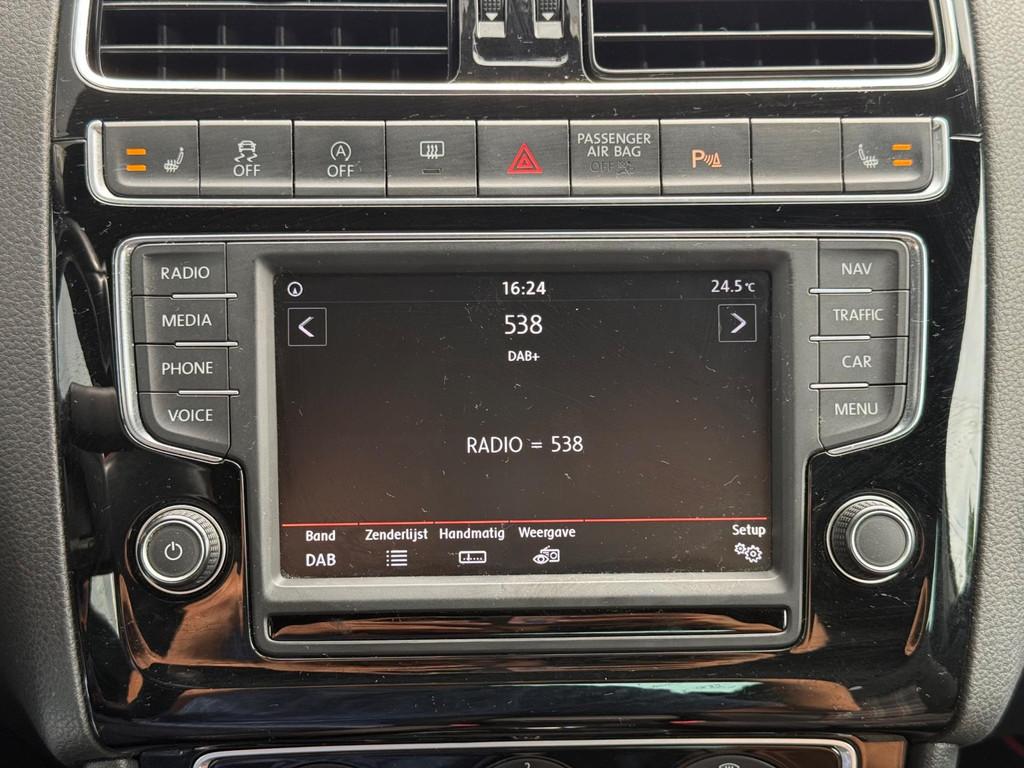 OFF
A
OFF
PASSENGER
AIR BAG
OFF
P
RADIO
MEDIA
PHONE
VOICE
16:24
24.5 °C
538
DAB+
RADIO = 538
Band
Zenderlijst
Handmatig
Weergave
Setup
DAB
NAV
TRAFFIC
CAR
MENU